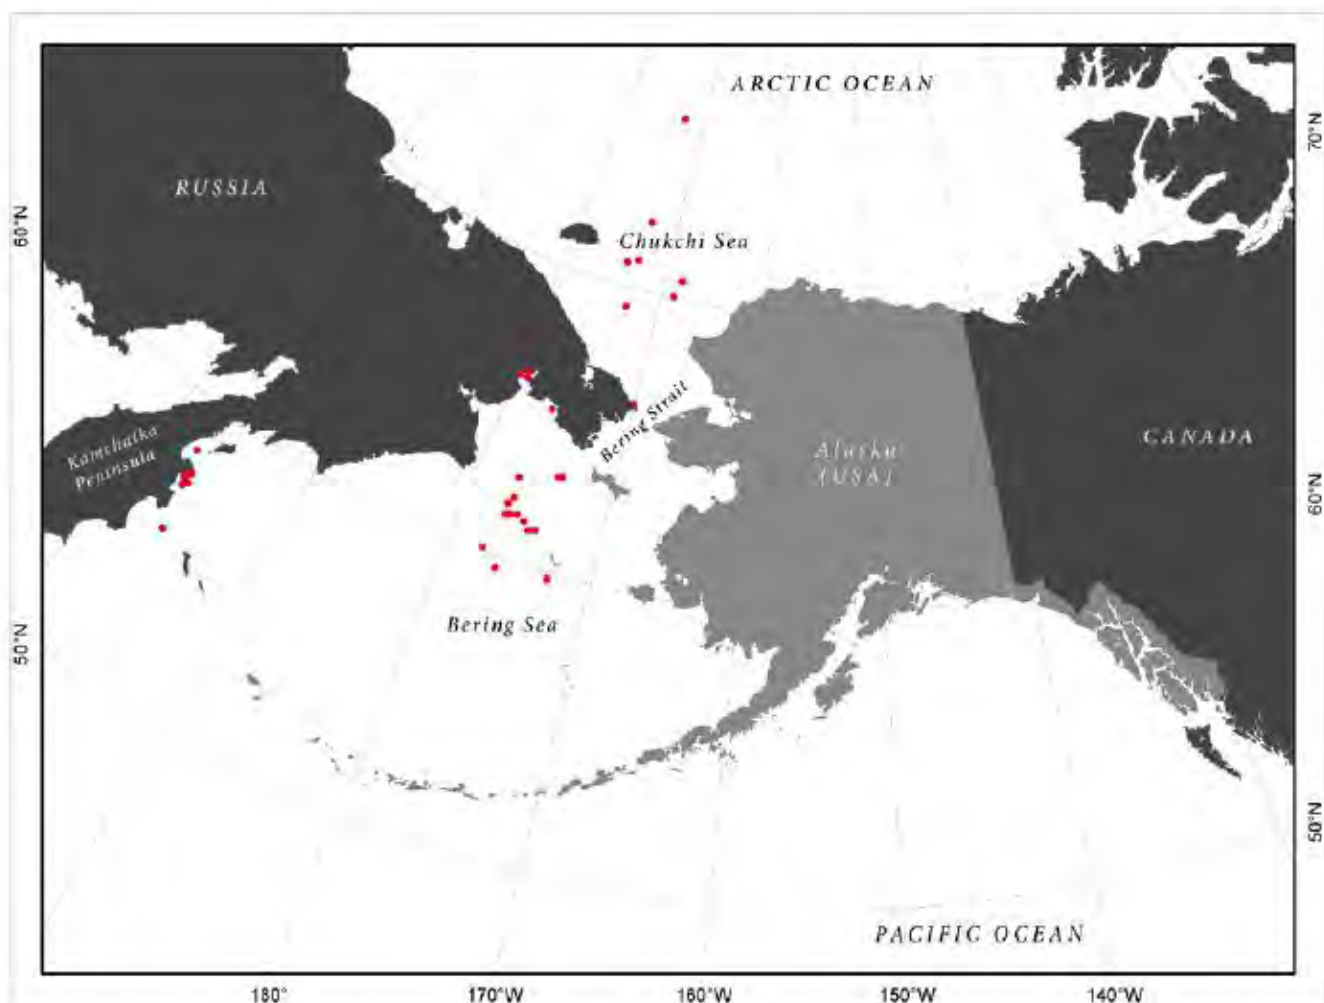 ARCTIC OCEAN
70°N
RUSSIA
60°N
Chukchi Sea
Bering Strait
Kamchatka
Peninsula
Alaska
(USA)
CANADA
60°N
Bering Sea
50°N
50°N
PACIFIC OCEAN
180°
170°W
160°W
150°W
140°W